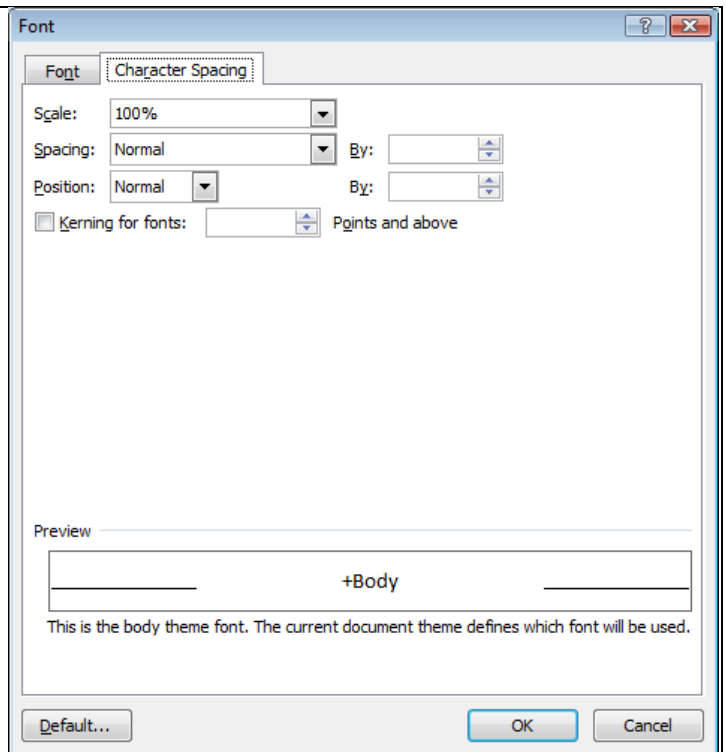 Font
Font Character Spacing
Scale: 100%
Spacing: Normal By:
Position: Normal By:
Kerning for fonts: Points and above
Preview
+Body
This is the body theme font. The current document theme defines which font will be used.
Default... OK Cancel